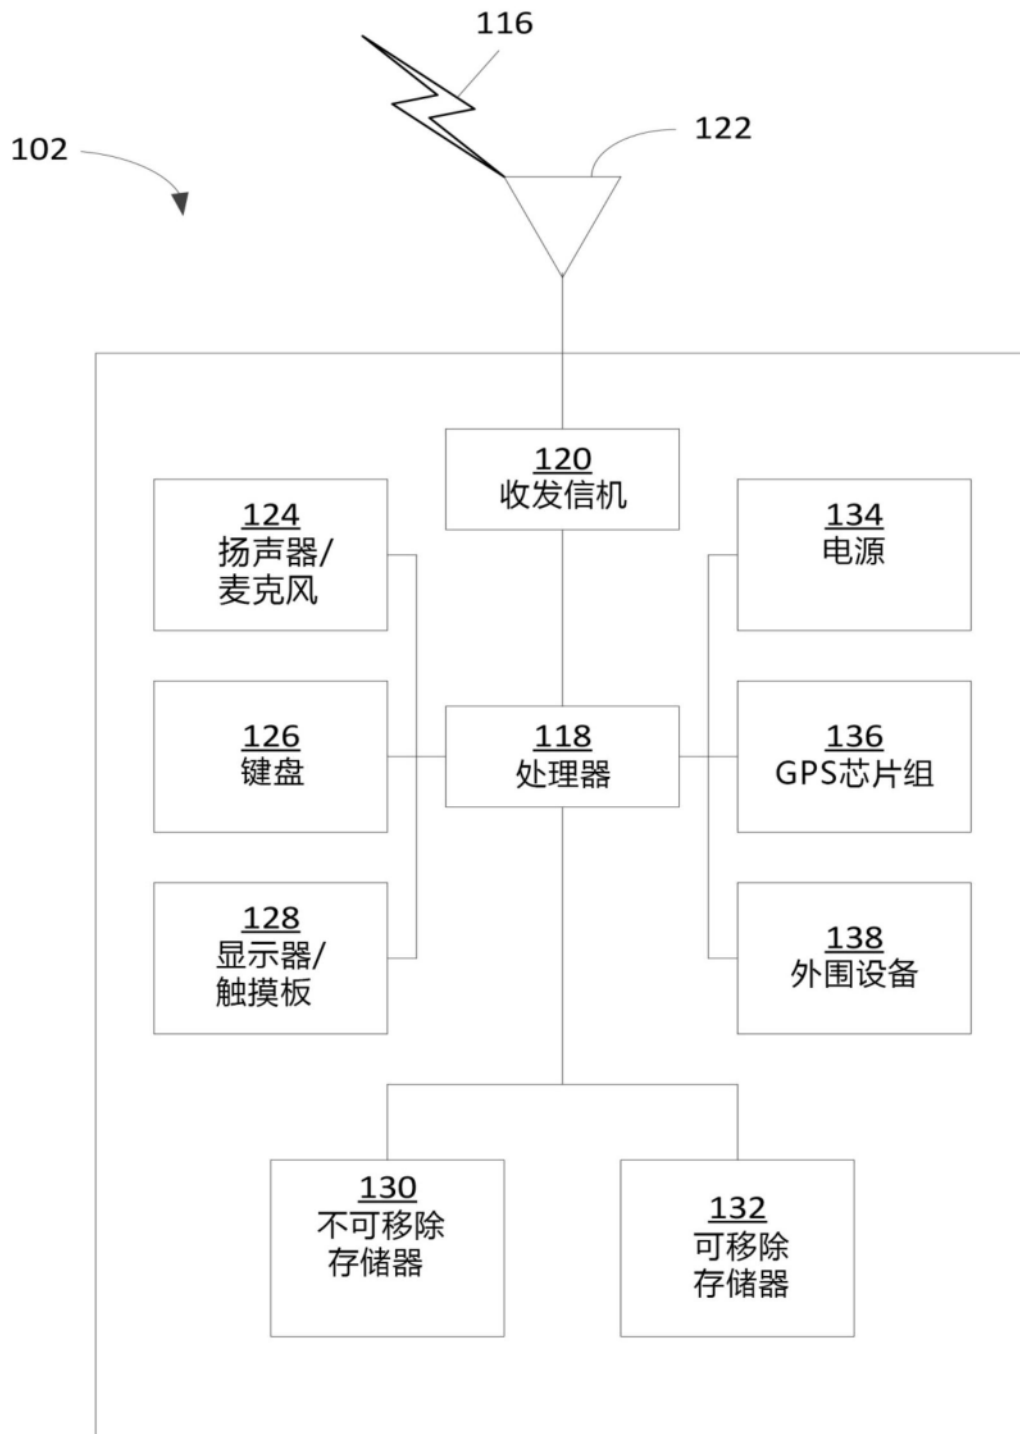 116
122
102
120
收发信机
124
扬声器/
麦克风
134
电源
126
键盘
118
处理器
136
GPS芯片组
128
显示器/
触摸板
138
外围设备
130
不可移除
存储器
132
可移除
存储器